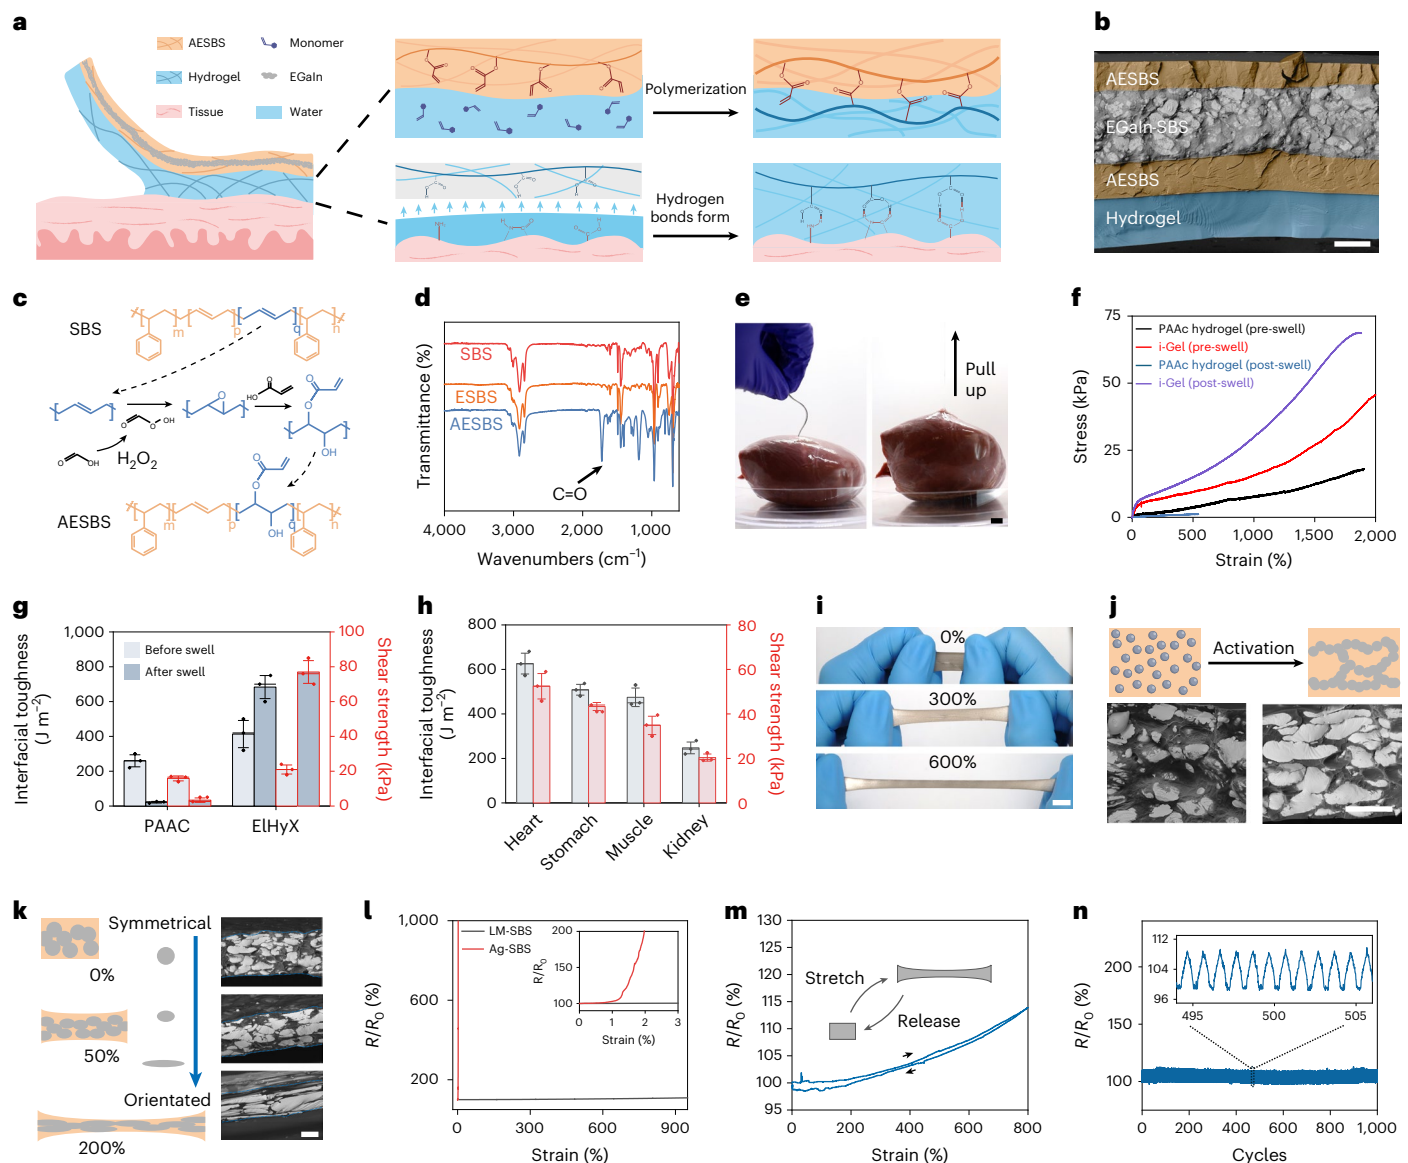 a
AESBS
Monomer
Hydrogel
EGaIn
Tissue
Water
Polymerization
Hydrogen
bonds form
b
AESBS
EGaIn-SBS
AESBS
Hydrogel
c
SBS
m
p
q
n
O
HO
O
O
O
O
O
OH
O
OH
H₂O₂
OH
O
O
AESBS
m
p
OH
q
n
d
Transmittance (%)
SBS
ESBS
AESBS
C=O
4,000
3,000
2,000
1,000
Wavenumbers (cm⁻¹)
e
Pull
up
f
Stress (kPa)
75
50
25
0
PAAc hydrogel (pre-swell)
i-Gel (pre-swell)
PAAc hydrogel (post-swell)
i-Gel (post-swell)
0
500
1,000
1,500
2,000
Strain (%)
g
Interfacial toughness
(J m⁻²)
1,000
800
600
400
200
0
Before swell
After swell
100
80
60
40
20
0
Shear strength (kPa)
PAAC
ElHyX
h
Interfacial toughness
(J m⁻²)
800
600
400
200
0
80
60
40
20
0
Shear strength (kPa)
Heart
Stomach
Muscle
Kidney
i
0%
300%
600%
j
Activation
k
Symmetrical
0%
50%
Orientated
200%
l
R/R₀ (%)
1,000
600
200
LM-SBS
Ag-SBS
R/R₀
200
150
100
0
1
2
3
Strain (%)
0
300
600
900
Strain (%)
m
R/R₀ (%)
130
125
120
115
110
105
100
95
Stretch
Release
0
200
400
600
800
Strain (%)
n
R/R₀ (%)
200
150
100
112
104
96
495
500
505
0
200
400
600
800
1,000
Cycles